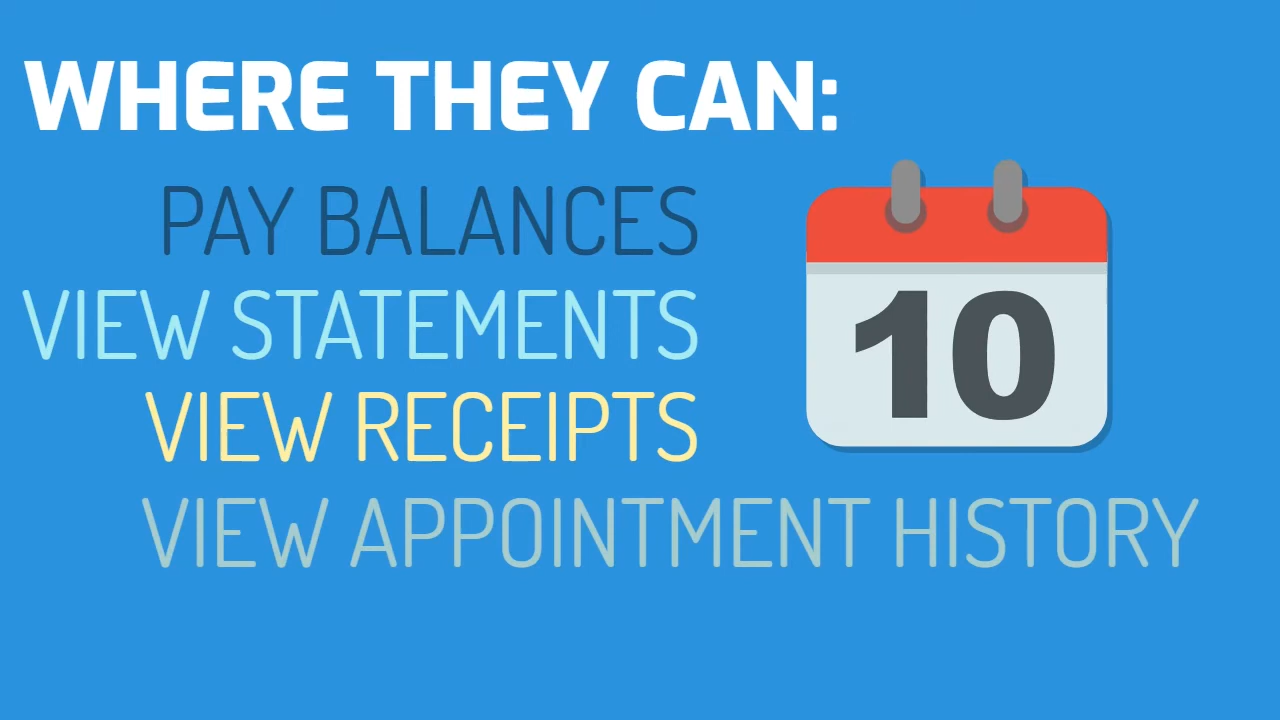 WHERE THEY CAN:
PAY BALANCES
VIEW STATEMENTS
VIEW RECEIPTS
10
VIEW APPOINTMENT HISTORY